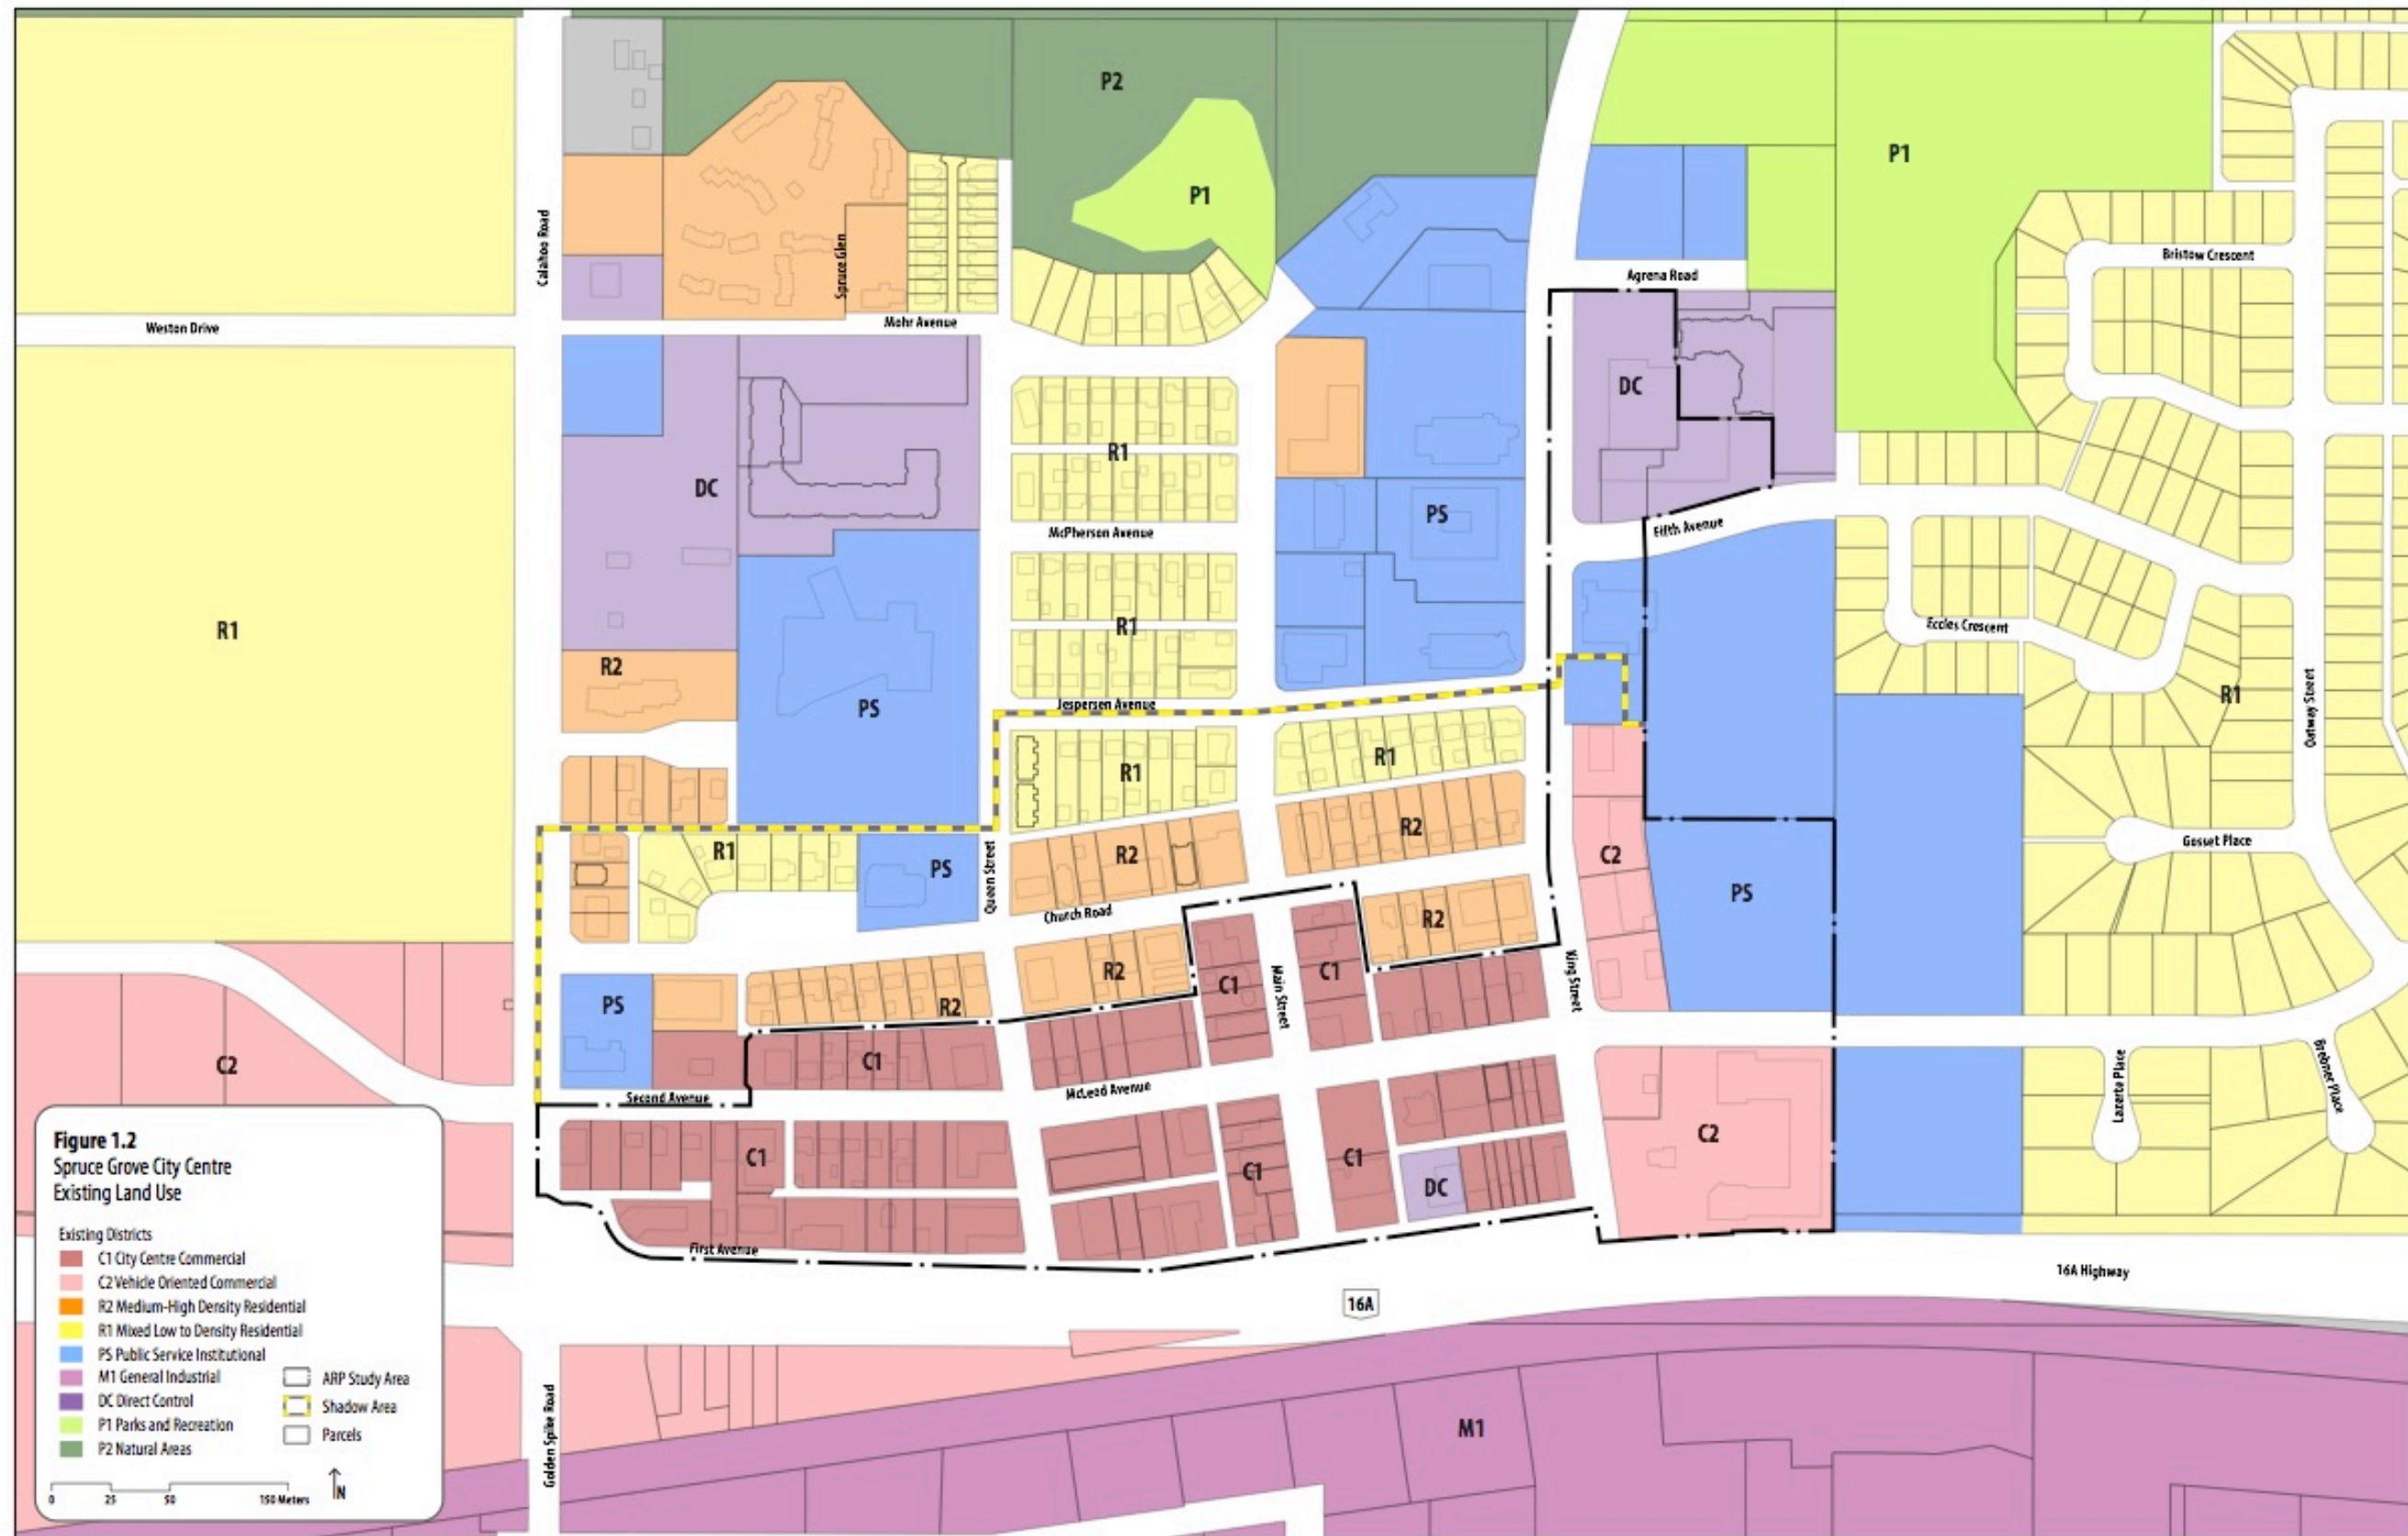 P2
P1
P1
Calahoo Road
Spruce Glen
Bristow Crescent
Agrena Road
Mohr Avenue
Weston Drive
DC
R1
DC
PS
McPherson Avenue
Fifth Avenue
R1
R1
Eccles Crescent
R2
PS
R1
Outway Street
Jespersen Avenue
R1
R1
R2
R2
C2
Gosset Place
R1
PS
Queen Street
PS
Church Road
R2
R2
C1
C1
Main Street
King Street
PS
R2
C2
C1
McLeod Avenue
Second Avenue
Lazerte Place
Brebner Place
C1
C1
C1
DC
C2
First Avenue
16A Highway
16A
M1
Golden Spike Road
Figure 1.2
Spruce Grove City Centre
Existing Land Use
Existing Districts
C1 City Centre Commercial
C2 Vehicle Oriented Commercial
R2 Medium-High Density Residential
R1 Mixed Low to Density Residential
PS Public Service Institutional
M1 General Industrial
DC Direct Control
P1 Parks and Recreation
P2 Natural Areas
ARP Study Area
Shadow Area
Parcels
0 25 50 150 Meters
N